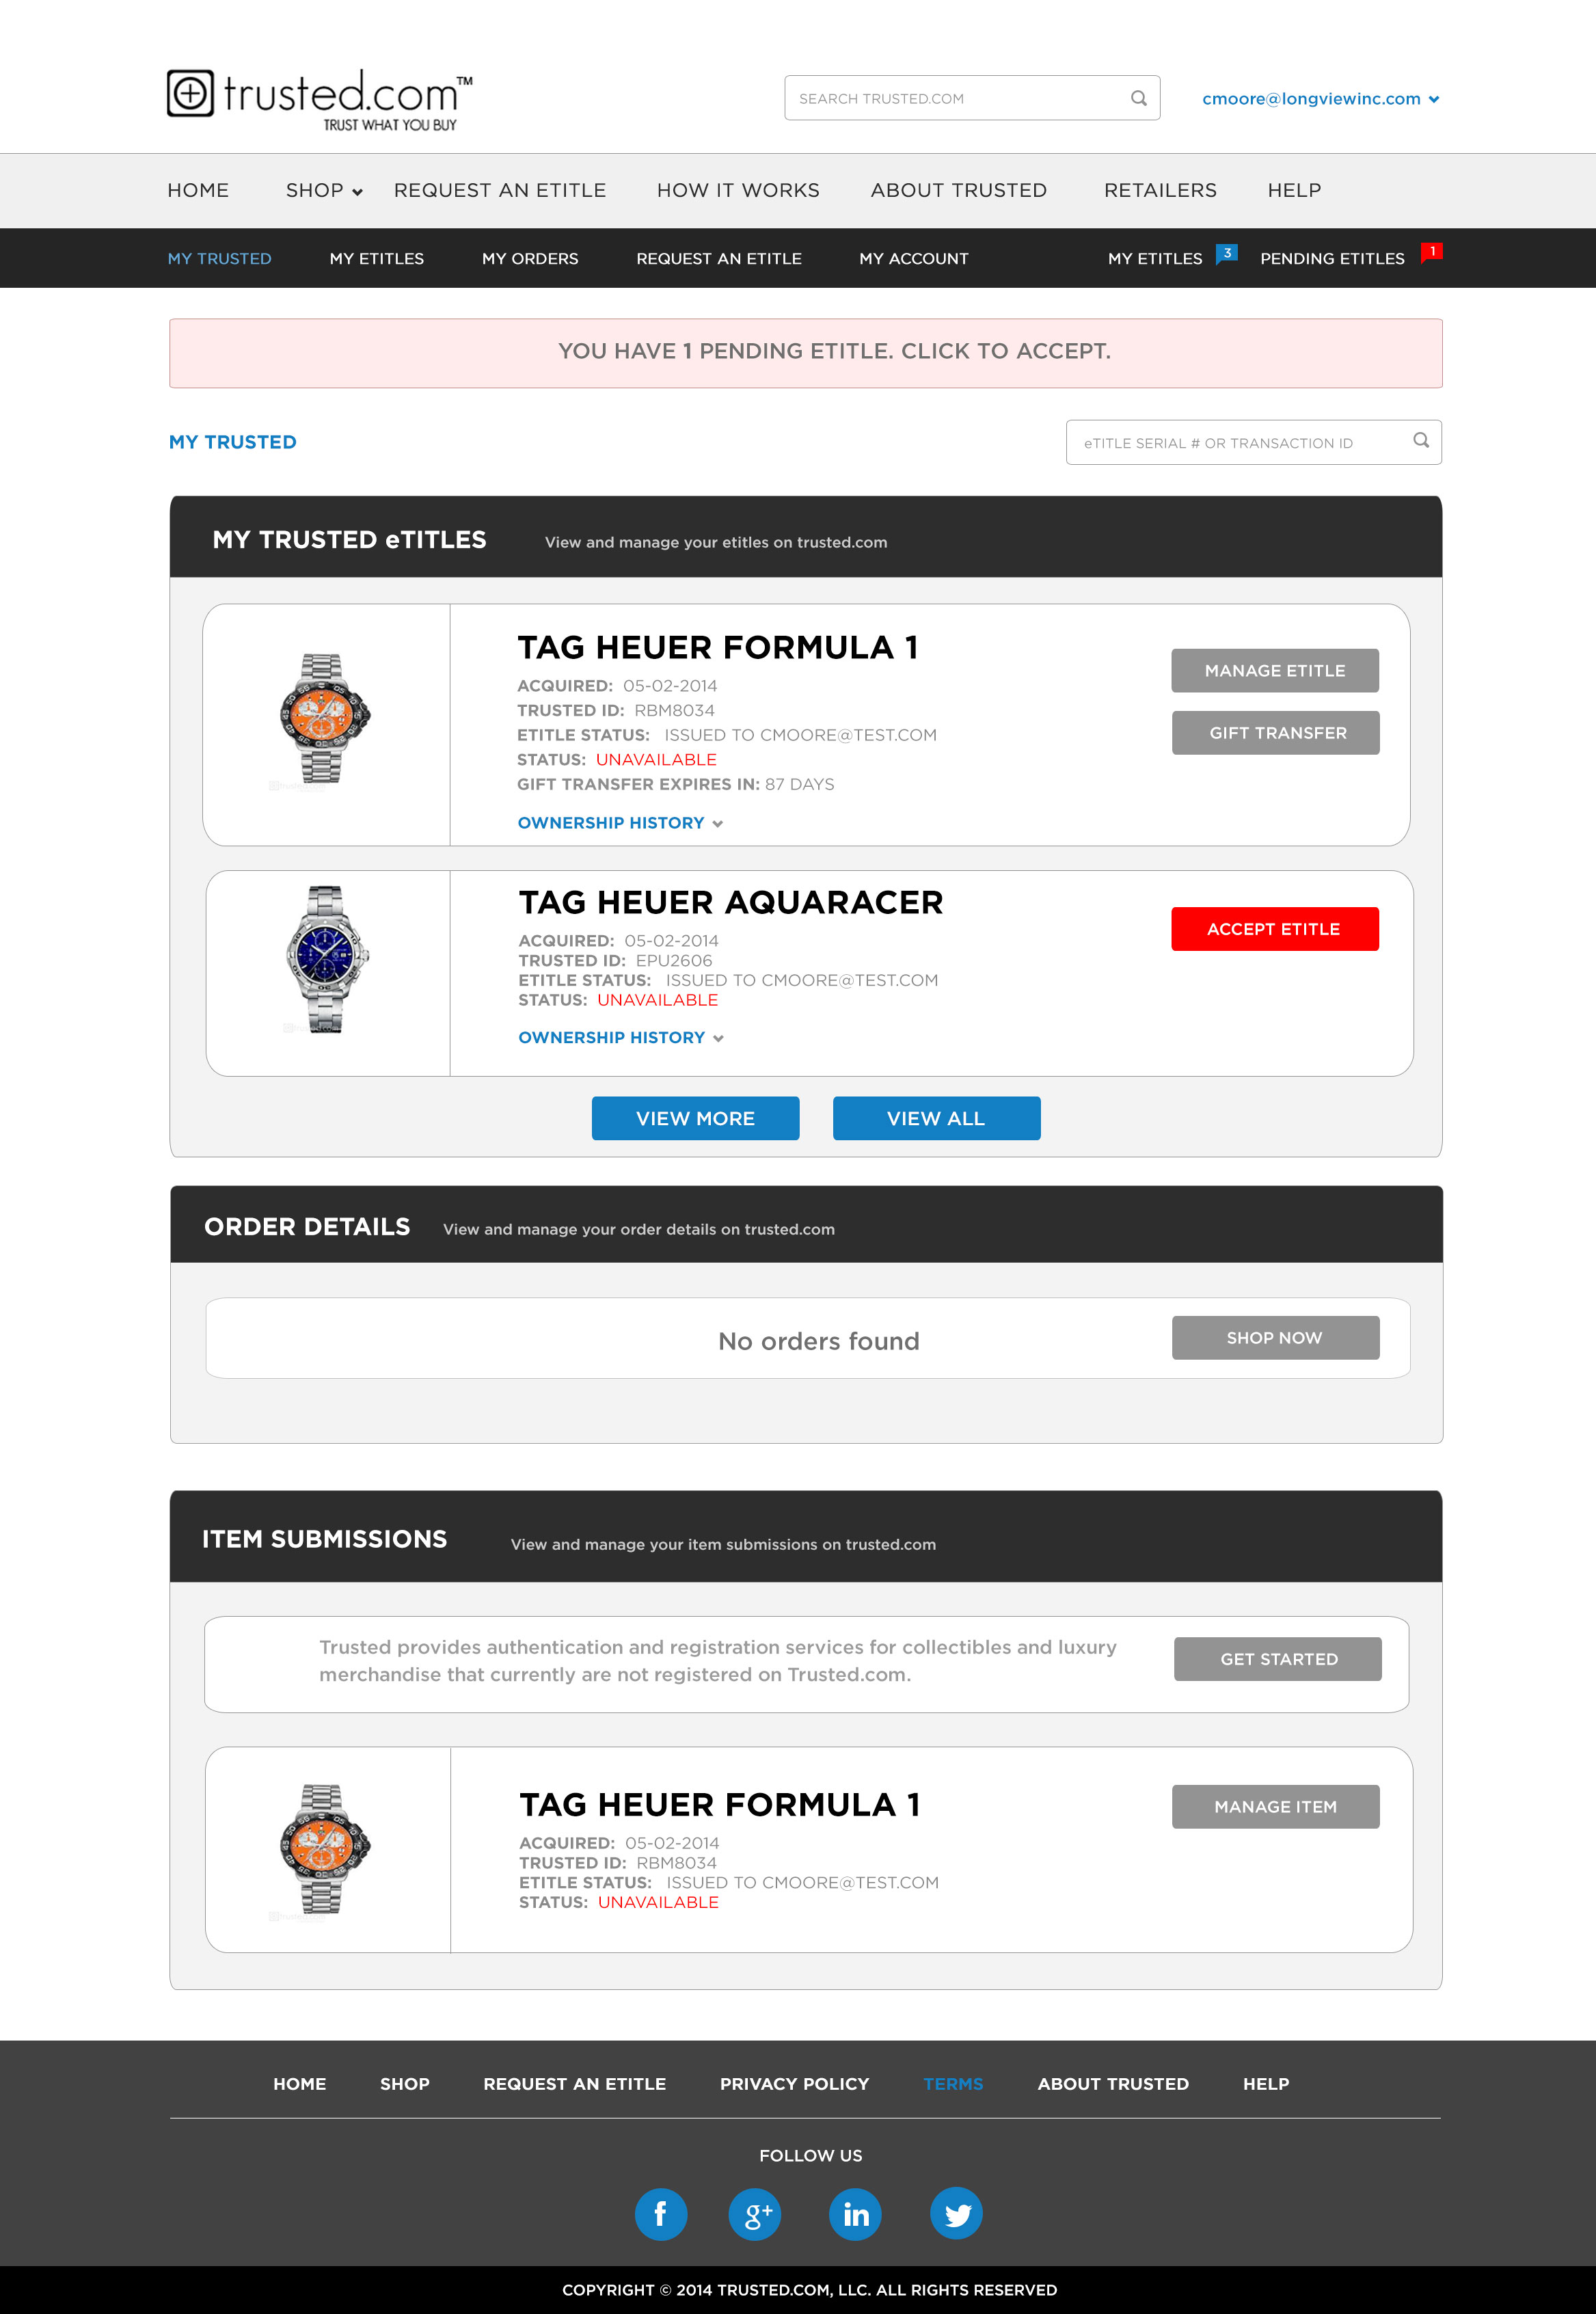 trusted.com™
TRUST WHAT YOU BUY
SEARCH TRUSTED.COM
cmoore@longviewinc.com
HOME SHOP REQUEST AN ETITLE HOW IT WORKS ABOUT TRUSTED RETAILERS HELP
MY TRUSTED MY ETITLES MY ORDERS REQUEST AN ETITLE MY ACCOUNT MY ETITLES 3 PENDING ETITLES 1
YOU HAVE 1 PENDING ETITLE. CLICK TO ACCEPT.
MY TRUSTED
eTITLE SERIAL # OR TRANSACTION ID
MY TRUSTED eTITLES View and manage your etitles on trusted.com
TAG HEUER FORMULA 1
ACQUIRED: 05-02-2014
TRUSTED ID: RBM8034
ETITLE STATUS: ISSUED TO CMOORE@TEST.COM
STATUS: UNAVAILABLE
GIFT TRANSFER EXPIRES IN: 87 DAYS
OWNERSHIP HISTORY
MANAGE ETITLE
GIFT TRANSFER
TAG HEUER AQUARACER
ACQUIRED: 05-02-2014
TRUSTED ID: EPU2606
ETITLE STATUS: ISSUED TO CMOORE@TEST.COM
STATUS: UNAVAILABLE
OWNERSHIP HISTORY
ACCEPT ETITLE
VIEW MORE VIEW ALL
ORDER DETAILS View and manage your order details on trusted.com
No orders found
SHOP NOW
ITEM SUBMISSIONS View and manage your item submissions on trusted.com
Trusted provides authentication and registration services for collectibles and luxury
merchandise that currently are not registered on Trusted.com.
GET STARTED
TAG HEUER FORMULA 1
ACQUIRED: 05-02-2014
TRUSTED ID: RBM8034
ETITLE STATUS: ISSUED TO CMOORE@TEST.COM
STATUS: UNAVAILABLE
MANAGE ITEM
HOME SHOP REQUEST AN ETITLE PRIVACY POLICY TERMS ABOUT TRUSTED HELP
FOLLOW US
f g+ in
COPYRIGHT © 2014 TRUSTED.COM, LLC. ALL RIGHTS RESERVED